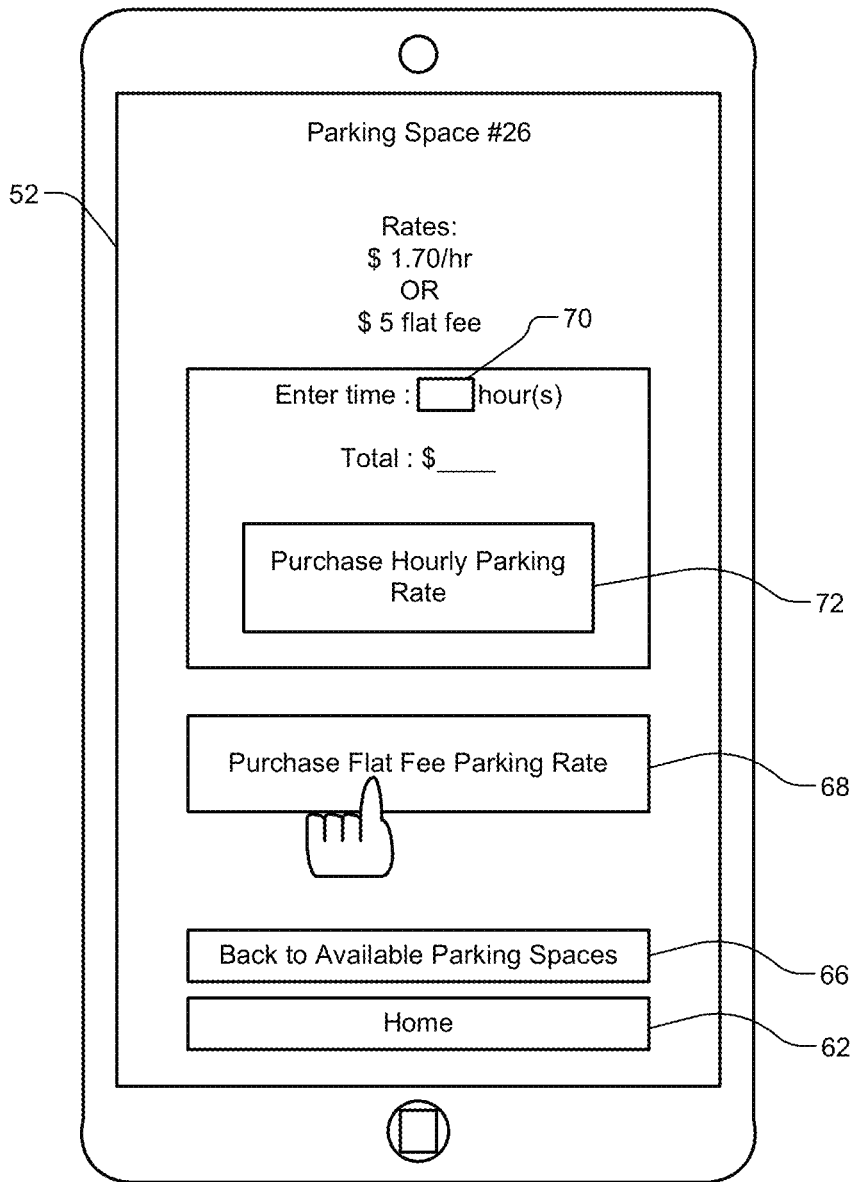 Parking Space #26
52
Rates:
$ 1.70/hr
OR
$ 5 flat fee
70
Enter time : hour(s)
Total : $____
Purchase Hourly Parking
Rate
72
Purchase Flat Fee Parking Rate
68
Back to Available Parking Spaces
66
Home
62